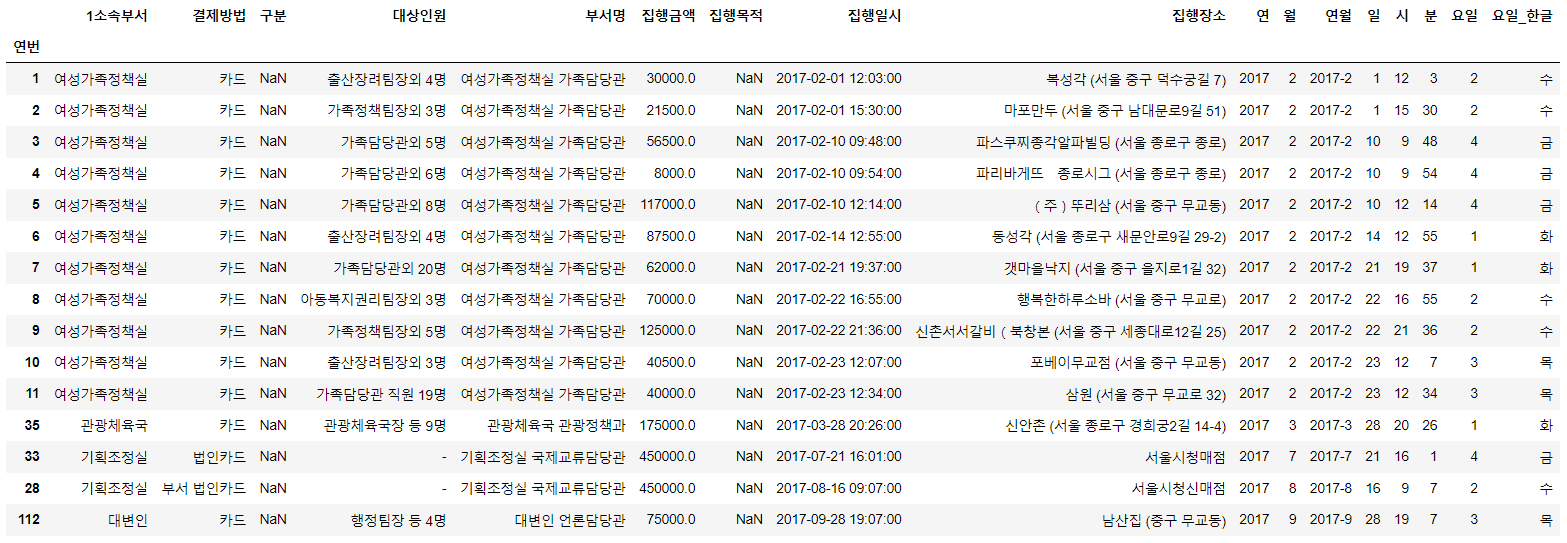 1소속부서 결제방법 구분 대상인원 부서명 집행금액 집행목적 집행일시 집행장소 연 월 연월 일 시 분 요일 요일_한글
연번
1 여성가족정책실 카드 NaN 출산장려팀장외 4명 여성가족정책실 가족담당관 30000.0 NaN 2017-02-01 12:03:00 복성각 (서울 중구 덕수궁길 7) 2017 2 2017-2 1 12 3 2 수
2 여성가족정책실 카드 NaN 가족정책팀장외 3명 여성가족정책실 가족담당관 21500.0 NaN 2017-02-01 15:30:00 마포만두 (서울 중구 남대문로9길 51) 2017 2 2017-2 1 15 30 2 수
3 여성가족정책실 카드 NaN 가족담당관외 5명 여성가족정책실 가족담당관 56500.0 NaN 2017-02-10 09:48:00 파스쿠찌종각알파빌딩 (서울 종로구 종로) 2017 2 2017-2 10 9 48 4 금
4 여성가족정책실 카드 NaN 가족담당관외 6명 여성가족정책실 가족담당관 8000.0 NaN 2017-02-10 09:54:00 파리바게뜨 종로시그 (서울 종로구 종로) 2017 2 2017-2 10 9 54 4 금
5 여성가족정책실 카드 NaN 가족담당관외 8명 여성가족정책실 가족담당관 117000.0 NaN 2017-02-10 12:14:00 ( 주 ) 뚜리삼 (서울 중구 무교동) 2017 2 2017-2 10 12 14 4 금
6 여성가족정책실 카드 NaN 출산장려팀장외 4명 여성가족정책실 가족담당관 87500.0 NaN 2017-02-14 12:55:00 동성각 (서울 종로구 새문안로9길 29-2) 2017 2 2017-2 14 12 55 1 화
7 여성가족정책실 카드 NaN 가족담당관외 20명 여성가족정책실 가족담당관 62000.0 NaN 2017-02-21 19:37:00 갯마을낙지 (서울 중구 을지로1길 32) 2017 2 2017-2 21 19 37 1 화
8 여성가족정책실 카드 NaN 아동복지권리팀장외 3명 여성가족정책실 가족담당관 70000.0 NaN 2017-02-22 16:55:00 행복한하루소바 (서울 중구 무교로) 2017 2 2017-2 22 16 55 2 수
9 여성가족정책실 카드 NaN 가족정책팀장외 5명 여성가족정책실 가족담당관 125000.0 NaN 2017-02-22 21:36:00 신촌서서갈비 ( 북창본 (서울 중구 세종대로12길 25) 2017 2 2017-2 22 21 36 2 수
10 여성가족정책실 카드 NaN 출산장려팀외 3명 여성가족정책실 가족담당관 40500.0 NaN 2017-02-23 12:07:00 포베이무교점 (서울 중구 무교동) 2017 2 2017-2 23 12 7 3 목
11 여성가족정책실 카드 NaN 가족담당관 직원 19명 여성가족정책실 가족담당관 40000.0 NaN 2017-02-23 12:34:00 삼원 (서울 중구 무교로 32) 2017 2 2017-2 23 12 34 3 목
35 관광체육국 카드 NaN 관광체육국장 등 9명 관광체육국 관광정책과 175000.0 NaN 2017-03-28 20:26:00 신안촌 (서울 종로구 경희궁2길 14-4) 2017 3 2017-3 28 20 26 1 화
33 기획조정실 법인카드 NaN - 기획조정실 국제교류담당관 450000.0 NaN 2017-07-21 16:01:00 서울시청매점 2017 7 2017-7 21 16 1 4 금
28 기획조정실 부서 법인카드 NaN - 기획조정실 국제교류담당관 450000.0 NaN 2017-08-16 09:07:00 서울시청신매점 2017 8 2017-8 16 9 7 2 수
112 대변인 카드 NaN 행정팀장 등 4명 대변인 언론담당관 75000.0 NaN 2017-09-28 19:07:00 남산집 (중구 무교동) 2017 9 2017-9 28 19 7 3 목